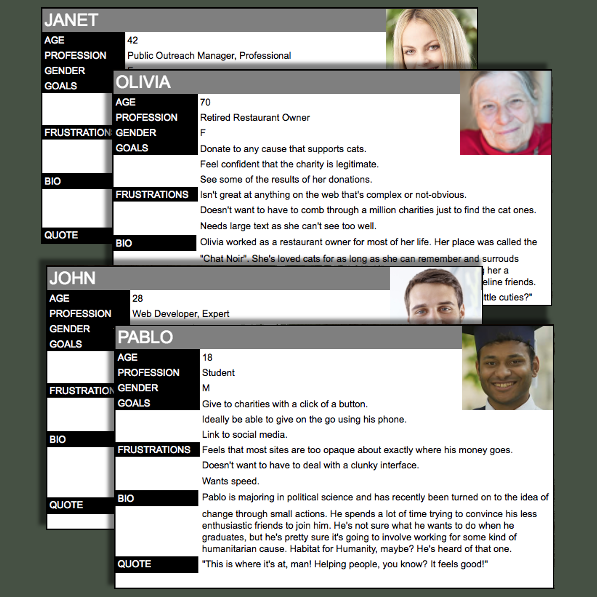 JANET
AGE 42
PROFESSION Public Outreach Manager, Professional
GENDER
GOALS
FRUSTRATION
BIO
QUOTE
OLIVIA
AGE 70
PROFESSION Retired Restaurant Owner
GENDER F
GOALS Donate to any cause that supports cats.
Feel confident that the charity is legitimate.
See some of the results of her donations.
FRUSTRATIONS Isn't great at anything on the web that's complex or not-obvious.
Doesn't want to have to comb through a million charities just to find the cat ones.
Needs large text as she can't see too well.
BIO Olivia worked as a restaurant owner for most of her life. Her place was called the
"Chat Noir". She's loved cats for as long as she can remember and surrouds
her a
eline friends.
ttle cuties?"
JOHN
AGE 28
PROFESSION Web Developer, Expert
GENDER
GOALS
FRUSTRATION
BIO
QUOTE
PABLO
AGE 18
PROFESSION Student
GENDER M
GOALS Give to charities with a click of a button.
Ideally be able to give on the go using his phone.
Link to social media.
FRUSTRATIONS Feels that most sites are too opaque about exactly where his money goes.
Doesn't want to have to deal with a clunky interface.
Wants speed.
BIO Pablo is majoring in political science and has recently been turned on to the idea of
change through small actions. He spends a lot of time trying to convince his less
enthusiastic friends to join him. He's not sure what he wants to do when he
graduates, but he's pretty sure it's going to involve working for some kind of
humanitarian cause. Habitat for Humanity, maybe? He's heard of that one.
QUOTE "This is where it's at, man! Helping people, you know? It feels good!"